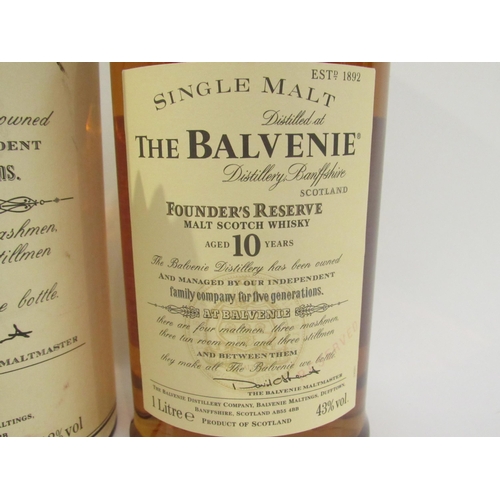 owned
DENT
ns.
mashmen,
tillmen
e bottle.
MALTMASTER
ALTINGS,
% vol
SINGLE MALT
ESTD 1892
Distilled at
THE BALVENIE®
Distillery, Banffshire
SCOTLAND
FOUNDER'S RESERVE
MALT SCOTCH WHISKY
AGED 10 YEARS
The Balvenie Distillery has been owned
AND MANAGED BY OUR INDEPENDENT
family company for five generations.
AT BALVENIE
there are four maltmen, three mashmen,
three tun room men, and three stillmen
AND BETWEEN THEM
they make all The Balvenie we bottle.
THE BALVENIE MALTMASTER
THE BALVENIE DISTILLERY COMPANY, BALVENIE MALTINGS, DUFFTOWN,
1 Litre e BANFFSHIRE, SCOTLAND AB55 4BB 43% vol.
PRODUCT OF SCOTLAND